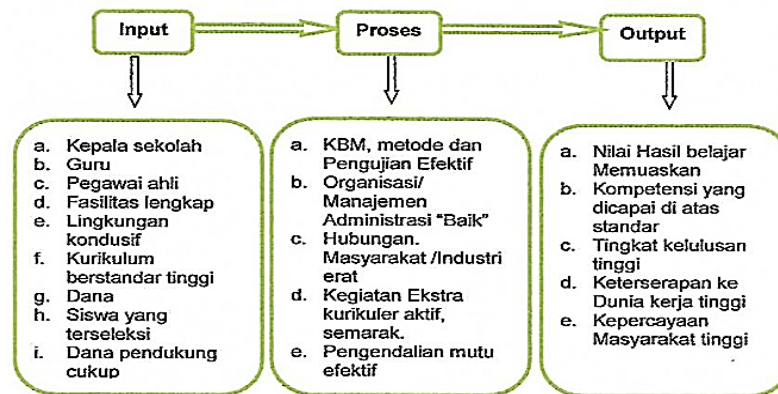 Input
Proses
Output
a. Kepala sekolah
b. Guru
c. Pegawai ahli
d. Fasilitas lengkap
e. Lingkungan
kondusif
f. Kurikulum
berstandar tinggi
g. Dana
h. Siswa yang
terseleksi
i. Dana pendukung
cukup
a. KBM, metode dan
Pengujian Efektif
b. Organisasi/
Manajemen
Administrasi "Baik"
c. Hubungan.
Masyarakat /Industri
erat
d. Kegiatan Ekstra
kurikuler aktif,
semarak.
e. Pengendalian mutu
efektif
a. Nilai Hasil belajar
Memuaskan
b. Kompetensi yang
dicapai di atas
standar
c. Tingkat kelulusan
tinggi
d. Keterserapan ke
Dunia kerja tinggi
e. Kepercayaan
Masyarakat tinggi